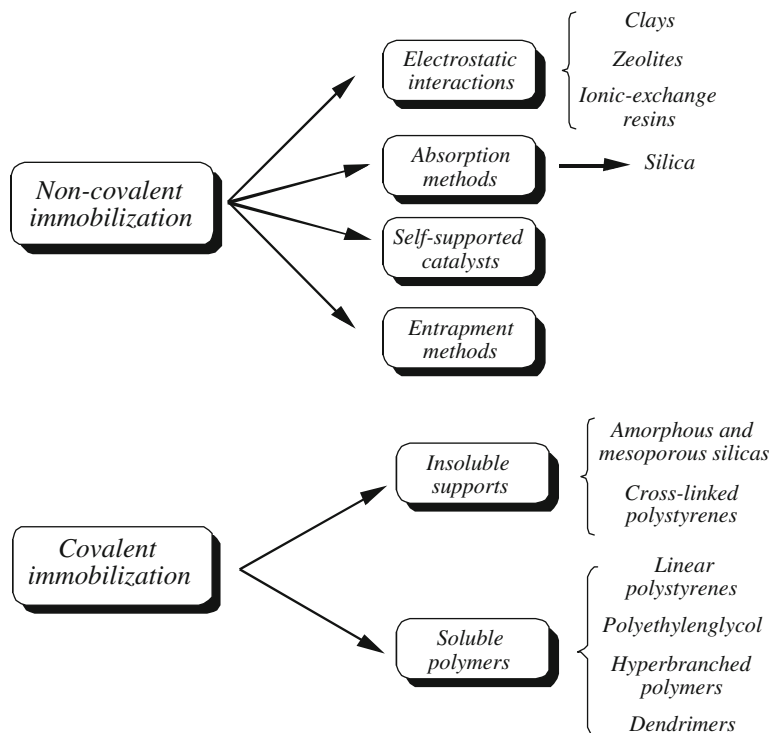 Non-covalent
immobilization
Electrostatic
interactions
Clays
Zeolites
Ionic-exchange
resins
Absorption
methods
Silica
Self-supported
catalysts
Entrapment
methods
Covalent
immobilization
Insoluble
supports
Amorphous and
mesoporous silicas
Cross-linked
polystyrenes
Soluble
polymers
Linear
polystyrenes
Polyethylenglycol
Hyperbranched
polymers
Dendrimers